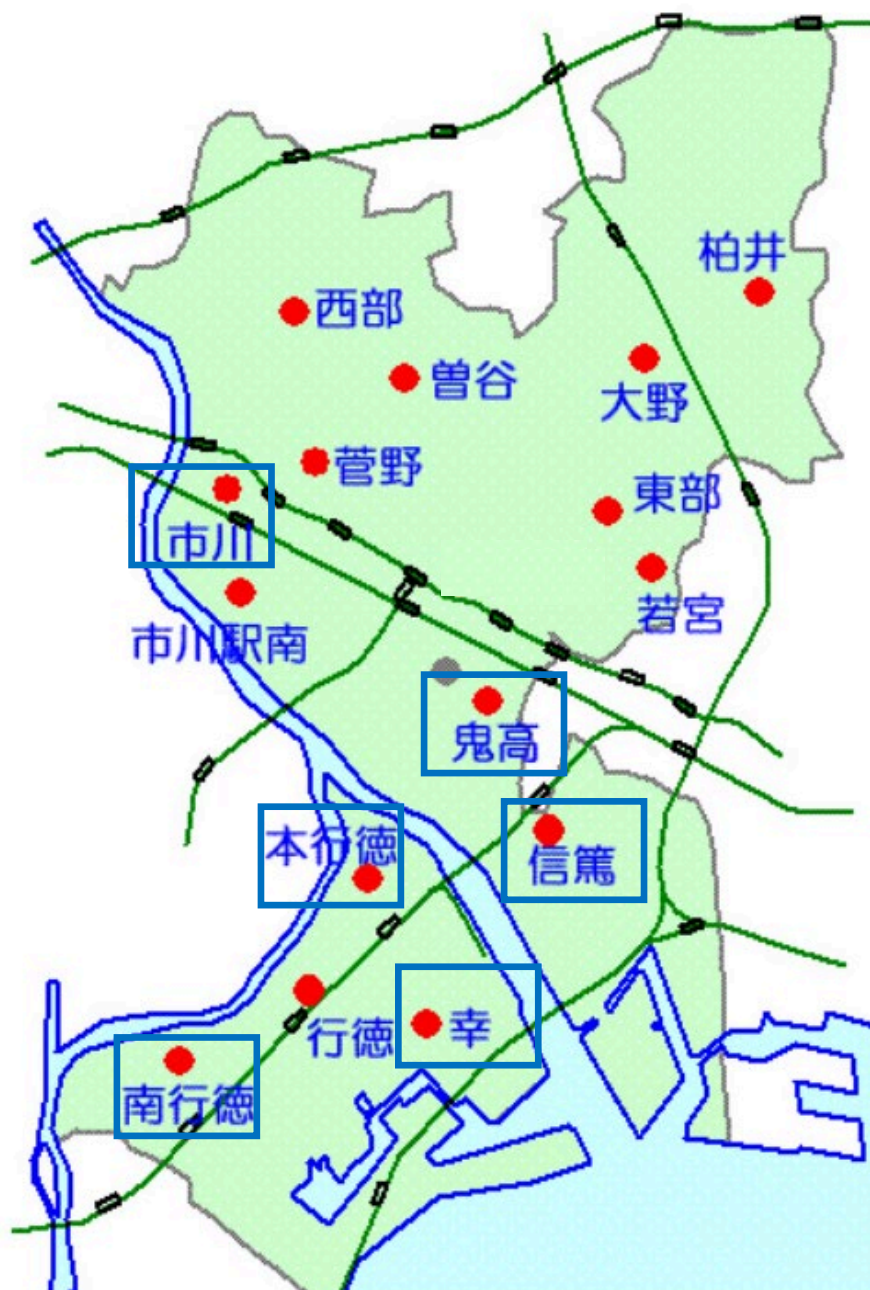 柏井
西部
曽谷
大野
菅野
東部
市川
若宮
市川駅南
鬼高
本行徳
信篤
行徳
幸
南行徳